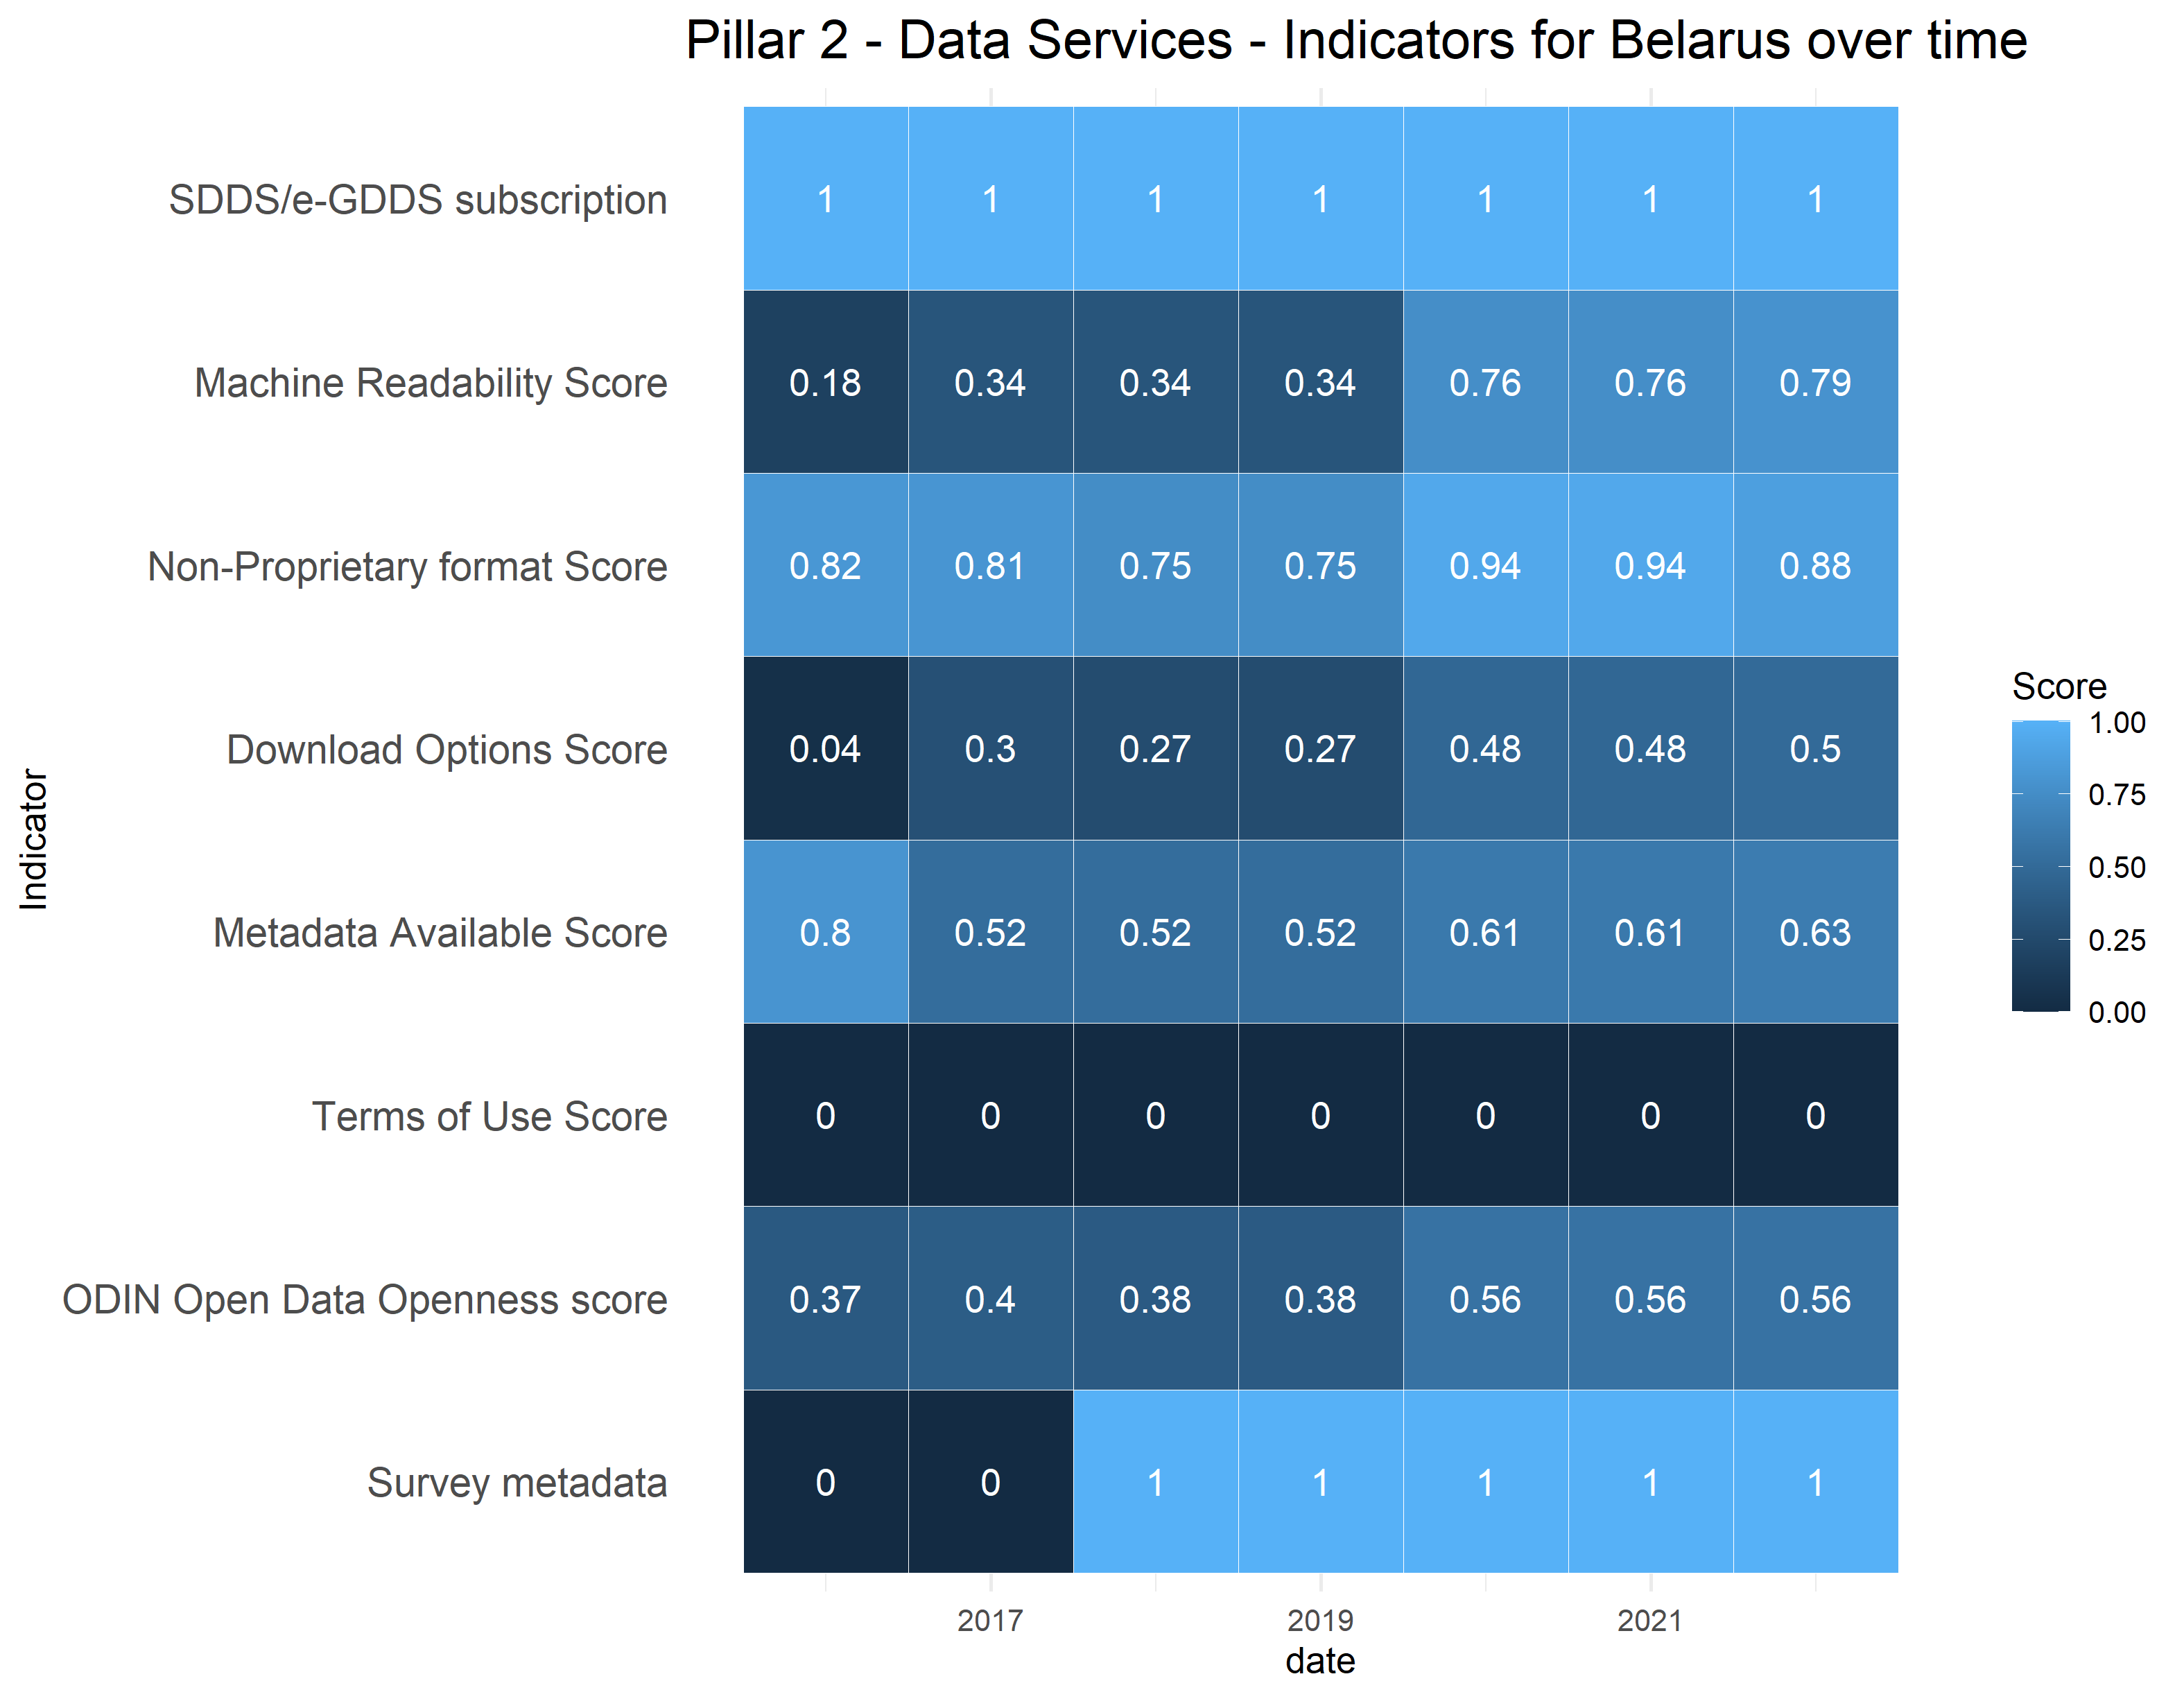 Pillar 2 - Data Services - Indicators for Belarus over time
SDDS/e-GDDS subscription 1 1 1 1 1 1 1
Machine Readability Score 0.18 0.34 0.34 0.34 0.76 0.76 0.79
Non-Proprietary format Score 0.82 0.81 0.75 0.75 0.94 0.94 0.88
Download Options Score 0.04 0.3 0.27 0.27 0.48 0.48 0.5
Metadata Available Score 0.8 0.52 0.52 0.52 0.61 0.61 0.63
Terms of Use Score 0 0 0 0 0 0 0
ODIN Open Data Openness score 0.37 0.4 0.38 0.38 0.56 0.56 0.56
Survey metadata 0 0 1 1 1 1 1
Indicator
2017 2019 2021
date
Score
1.00
0.75
0.50
0.25
0.00